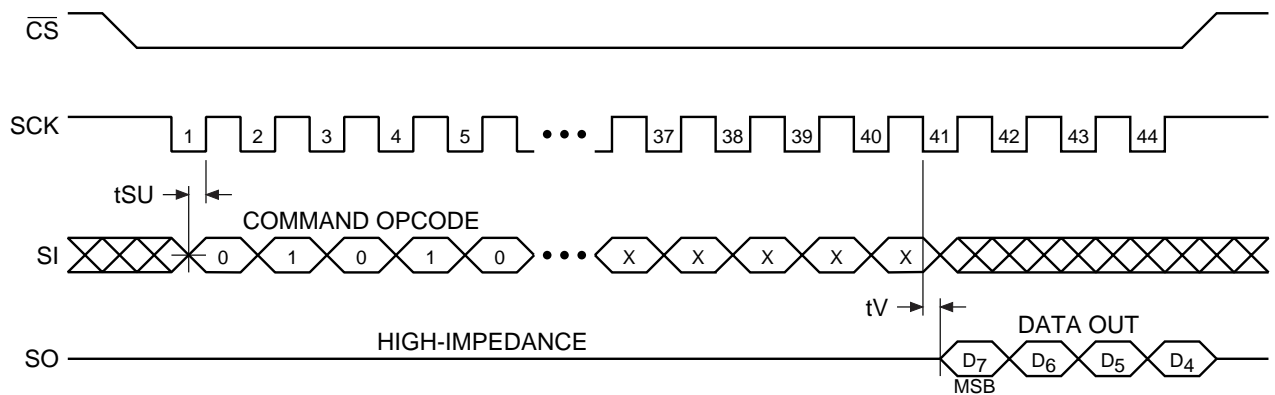 CS
SCK 1 2 3 4 5 ••• 37 38 39 40 41 42 43 44
tSU
COMMAND OPCODE
SI 0 1 0 1 0 ••• X X X X X
tV
HIGH-IMPEDANCE
DATA OUT
SO D7 D6 D5 D4
MSB